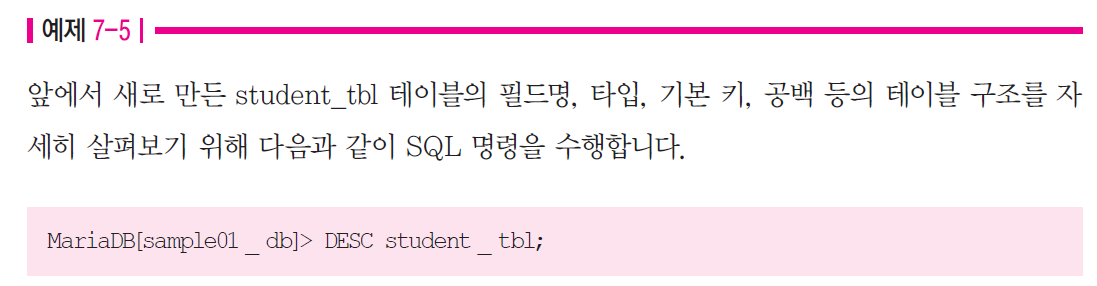 예제 7-5
앞에서 새로 만든 student_tbl 테이블의 필드명, 타입, 기본 키, 공백 등의 테이블 구조를 자
세히 살펴보기 위해 다음과 같이 SQL 명령을 수행합니다.
MariaDB[sample01 _ db]> DESC student _ tbl;